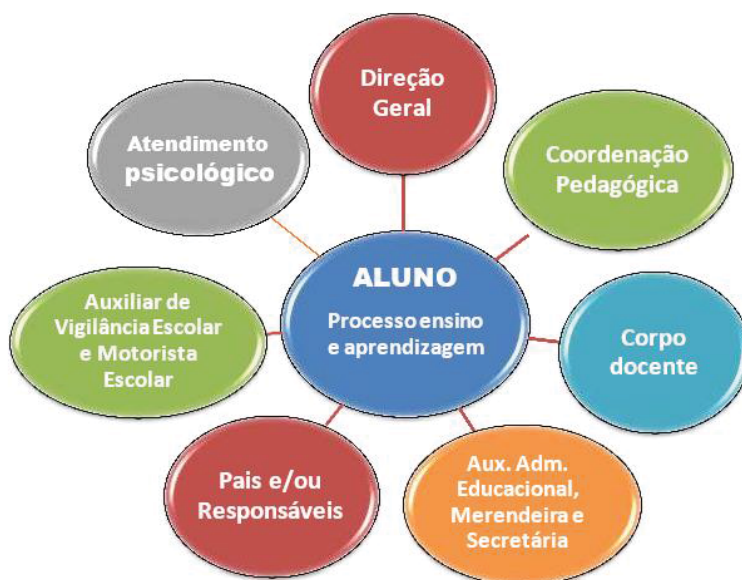 Direção
Geral
Atendimento
psicológico
Coordenação
Pedagógica
ALUNO
Processo ensino
e aprendizagem
Auxiliar de
Vigilância Escolar
e Motorista
Escolar
Corpo
docente
Pais e/ou
Responsáveis
Aux. Adm.
Educacional,
Merendeira e
Secretária